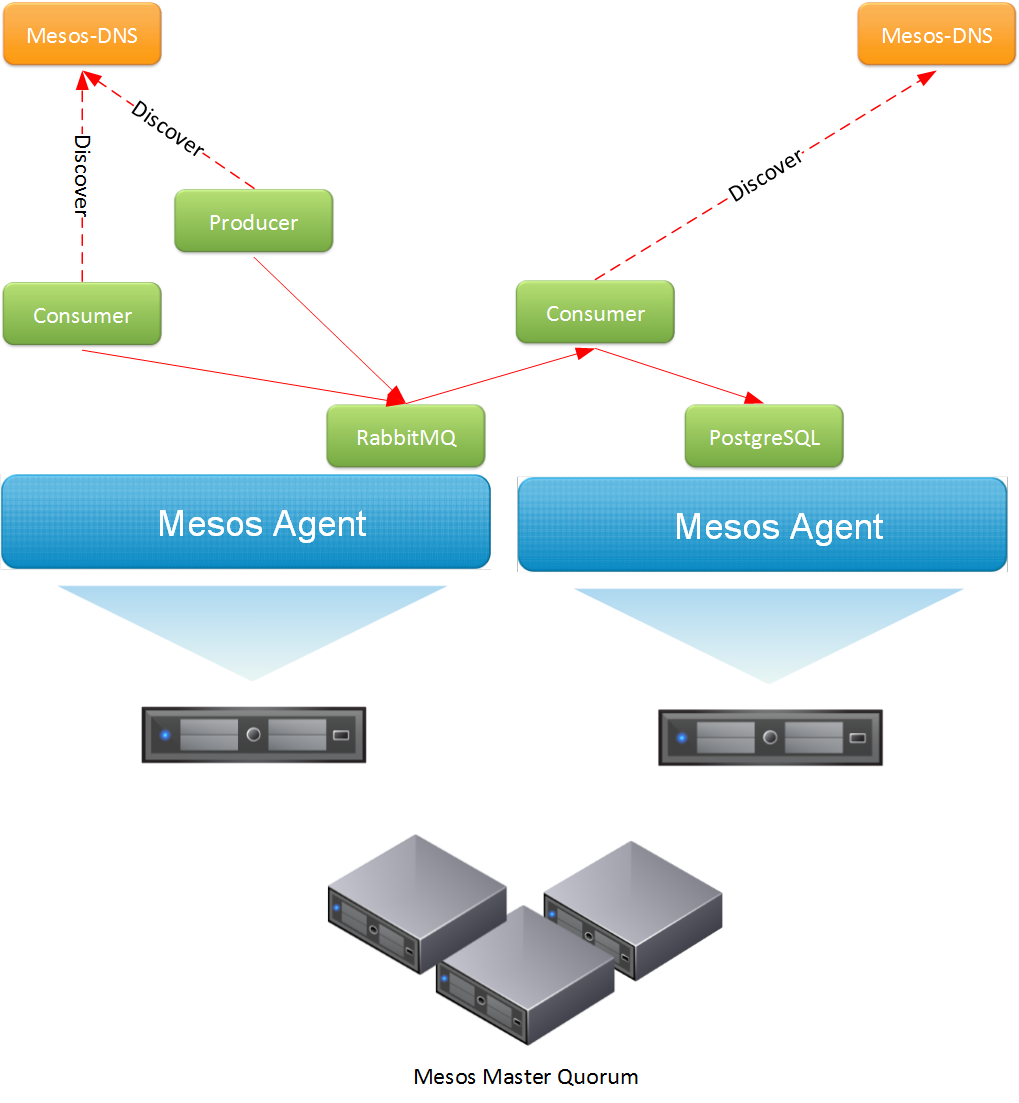 Mesos-DNS
Mesos-DNS
Discover
Discover
Discover
Producer
Consumer
Consumer
RabbitMQ
PostgreSQL
Mesos Agent
Mesos Agent
Mesos Master Quorum